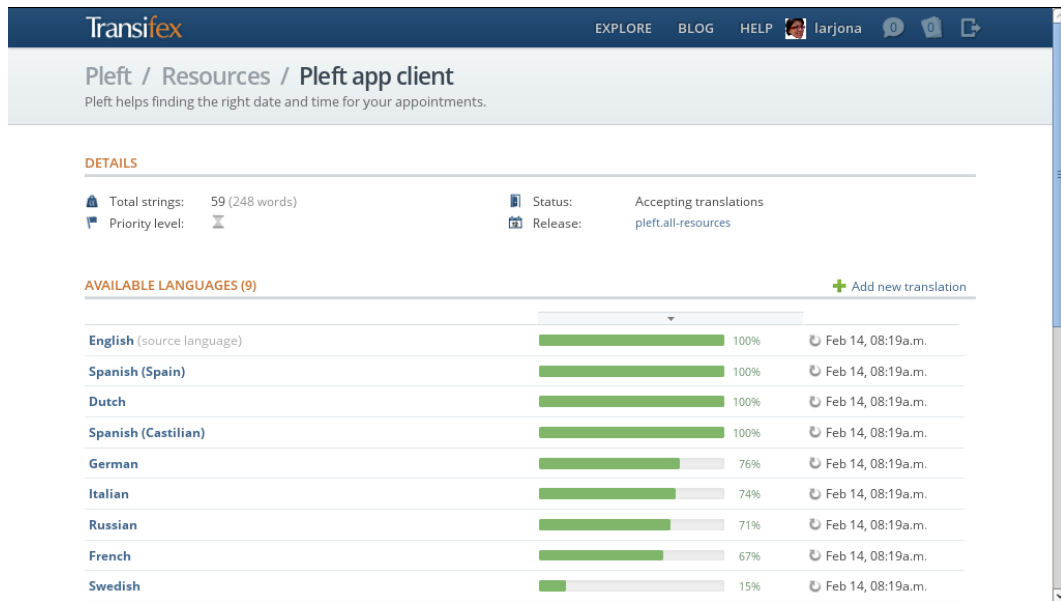 Transifex EXPLORE BLOG HELP larjona 0 0
Pleft / Resources / Pleft app client
Pleft helps finding the right date and time for your appointments.
DETAILS
Total strings: 59 (248 words) Status: Accepting translations
Priority level: Release: pleft.all-resources
AVAILABLE LANGUAGES (9) Add new translation
English (source language) 100% Feb 14, 08:19a.m.
Spanish (Spain) 100% Feb 14, 08:19a.m.
Dutch 100% Feb 14, 08:19a.m.
Spanish (Castilian) 100% Feb 14, 08:19a.m.
German 76% Feb 14, 08:19a.m.
Italian 74% Feb 14, 08:19a.m.
Russian 71% Feb 14, 08:19a.m.
French 67% Feb 14, 08:19a.m.
Swedish 15% Feb 14, 08:19a.m.